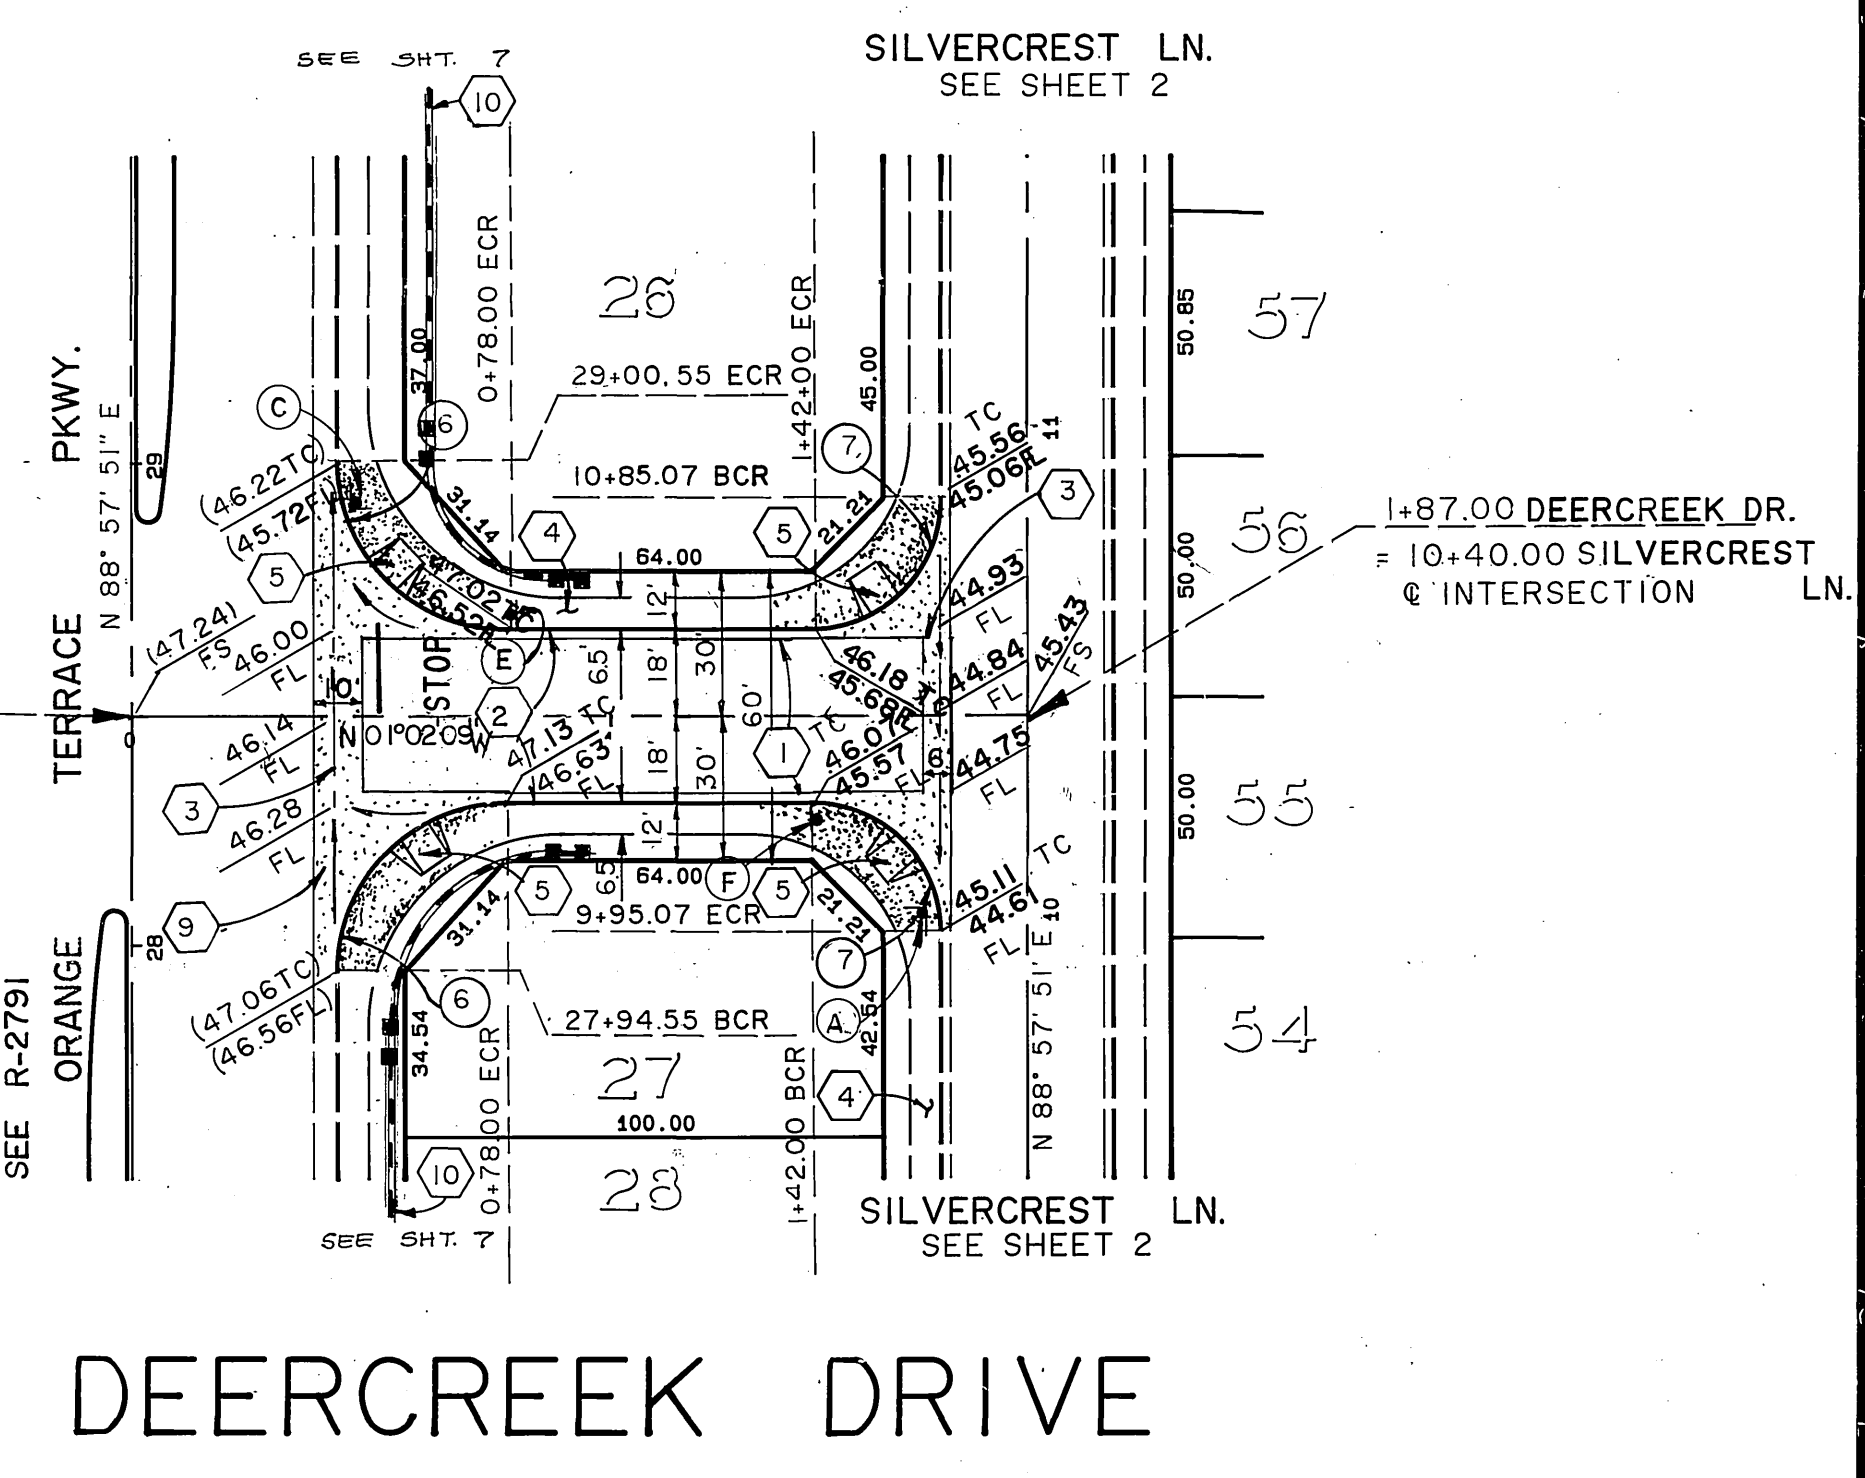 SEE SHT. 7
10
SILVERCREST LN.
SEE SHEET 2
0+78.00 ECR
26
1+42+00 ECR
37.00
45.00
50.85
57
29+00.55 ECR
10+85.07 BCR
C
6
7
TC
45.56
45.06FL
11
3
PKWY.
N 88° 57' 51" E
29
(46.22TC)
(45.72FL)
31.14
4
5
21.21
64.00
56
50.00
1+87.00 DEERCREEK DR.
= 10+40.00 SILVERCREST LN.
℄ INTERSECTION
5
47.02TC
46.52FL
12'
44.93
FL
(47.24)
FS
46.00
FL
TERRACE
STOP
E
6.5'
18'
30'
60'
46.18
45.68FL
44.84
FL
45.43
FS
10'
0
N 01°02'09" W
2
46.14
FL
47.13 TC
46.63
FL
18'
30'
1
TC
46.07
45.57
FL
6'
44.75
FL
3
46.28
FL
12'
50.00
55
9
5
6.5'
64.00
F
5
45.11 TC
44.61
FL
10
31.14
9+95.07 ECR
21.21
28
ORANGE
SEE R-2791
(47.06TC)
(46.56FL)
6
27+94.55 BCR
7
A
42.54
54
34.54
0+78.00 ECR
27
1+42.00 BCR
4
N 88° 57' 51" E
100.00
10
28
SEE SHT. 7
SILVERCREST LN.
SEE SHEET 2
DEERCREEK DRIVE